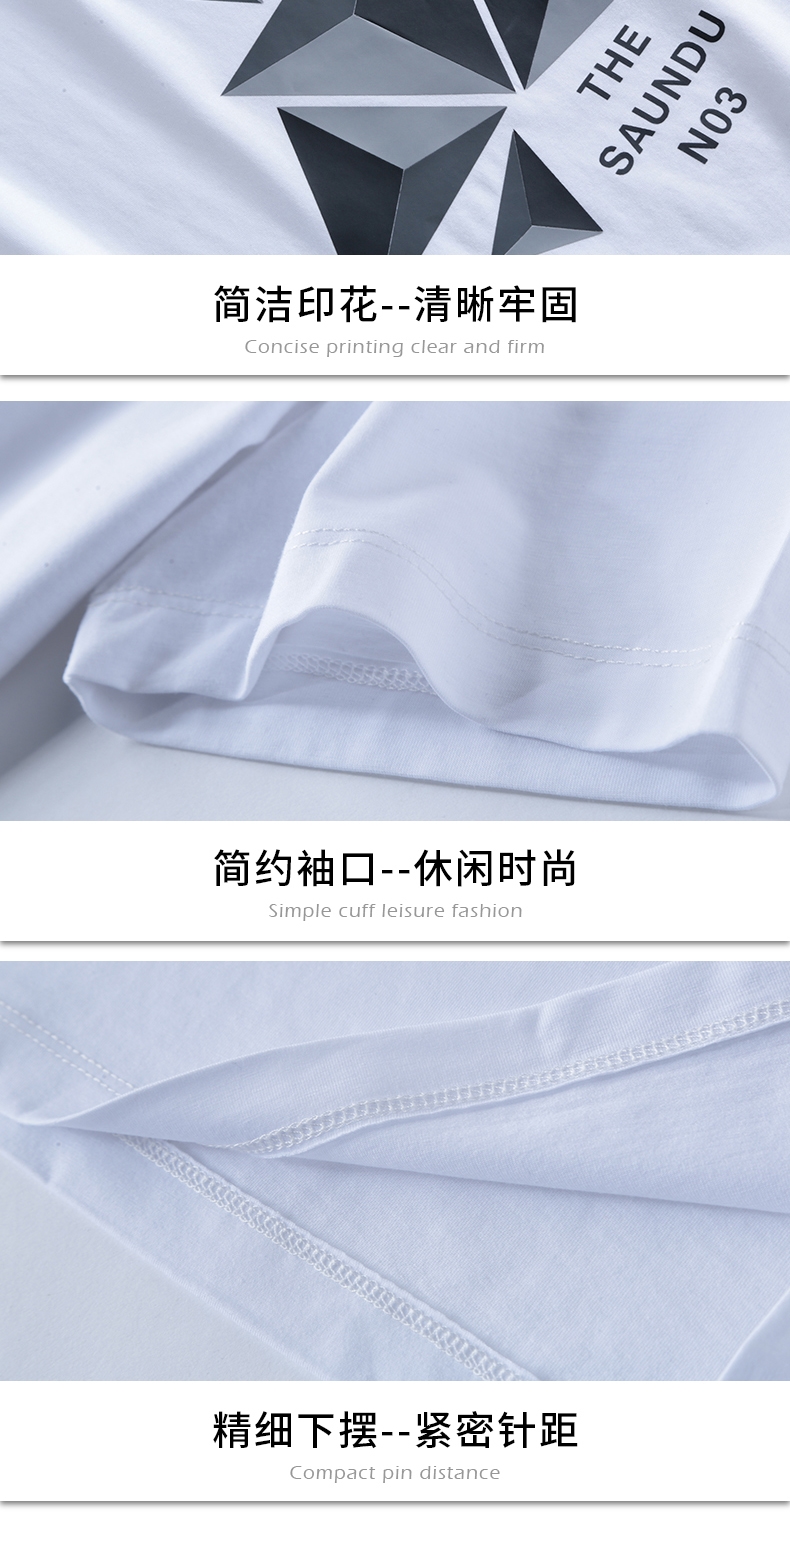 THE
SAUNDU
N03
简洁印花--清晰牢固
Concise printing clear and firm
简约袖口--休闲时尚
Simple cuff leisure fashion
精细下摆--紧密针距
Compact pin distance